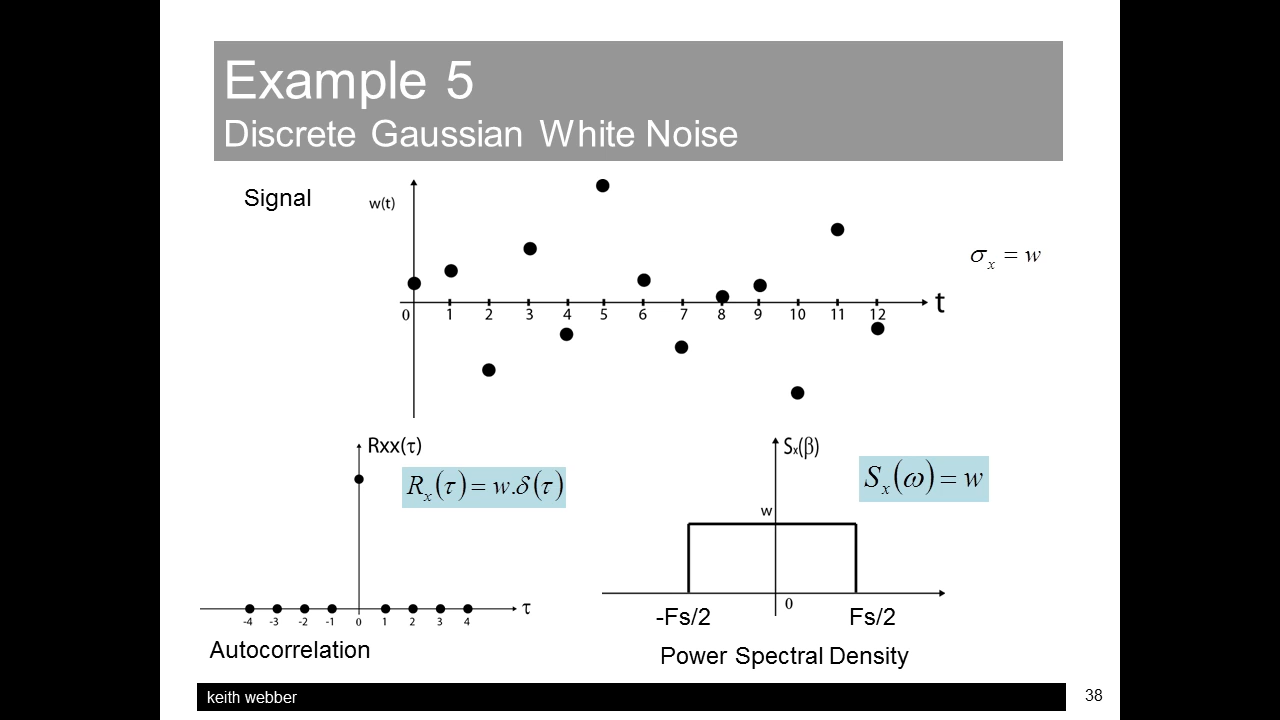 Example 5
Discrete Gaussian White Noise
Signal
w(t)
σx = w
t
0 1 2 3 4 5 6 7 8 9 10 11 12
Rxx(τ)
Rx(τ) = w.δ(τ)
τ
-4 -3 -2 -1 0 1 2 3 4
Autocorrelation
Sx(β)
Sx(ω) = w
w
0
-Fs/2 Fs/2
Power Spectral Density
keith webber
38